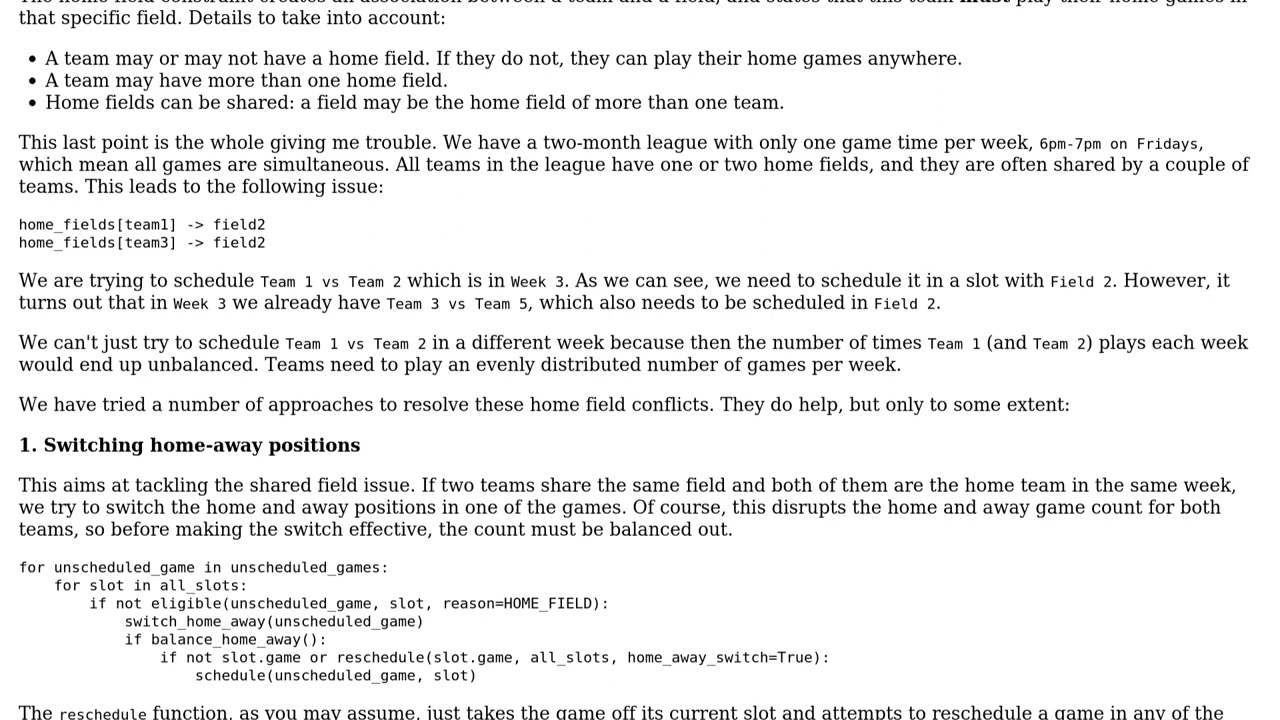 that specific field. Details to take into account:
• A team may or may not have a home field. If they do not, they can play their home games anywhere.
• A team may have more than one home field.
• Home fields can be shared: a field may be the home field of more than one team.
This last point is the whole giving me trouble. We have a two-month league with only one game time per week, 6pm-7pm on Fridays,
which mean all games are simultaneous. All teams in the league have one or two home fields, and they are often shared by a couple of
teams. This leads to the following issue:
home_fields[team1] -> field2
home_fields[team3] -> field2
We are trying to schedule Team 1 vs Team 2 which is in Week 3. As we can see, we need to schedule it in a slot with Field 2. However, it
turns out that in Week 3 we already have Team 3 vs Team 5, which also needs to be scheduled in Field 2.
We can't just try to schedule Team 1 vs Team 2 in a different week because then the number of times Team 1 (and Team 2) plays each week
would end up unbalanced. Teams need to play an evenly distributed number of games per week.
We have tried a number of approaches to resolve these home field conflicts. They do help, but only to some extent:
1. Switching home-away positions
This aims at tackling the shared field issue. If two teams share the same field and both of them are the home team in the same week,
we try to switch the home and away positions in one of the games. Of course, this disrupts the home and away game count for both
teams, so before making the switch effective, the count must be balanced out.
for unscheduled_game in unscheduled_games:
    for slot in all_slots:
        if not eligible(unscheduled_game, slot, reason=HOME_FIELD):
            switch_home_away(unscheduled_game)
            if balance_home_away():
                if not slot.game or reschedule(slot.game, all_slots, home_away_switch=True):
                    schedule(unscheduled_game, slot)
The reschedule function, as you may assume, just takes the game off its current slot and attempts to reschedule a game in any of the